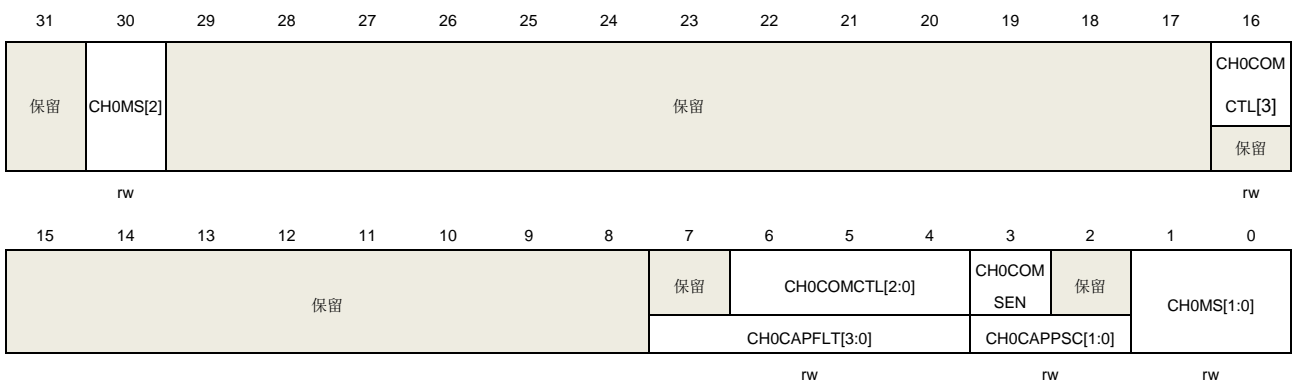 31 30 29 28 27 26 25 24 23 22 21 20 19 18 17 16
保留 CH0MS[2] 保留 CH0COM
CTL[3]
保留
rw rw
15 14 13 12 11 10 9 8 7 6 5 4 3 2 1 0
保留 保留 CH0COMCTL[2:0] CH0COM
SEN 保留 CH0MS[1:0]
CH0CAPFLT[3:0] CH0CAPPSC[1:0]
rw rw rw